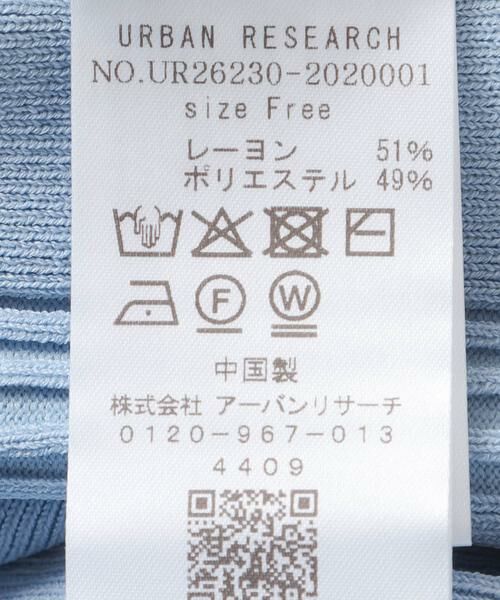 URBAN RESEARCH
NO.UR26230-2020001
size Free
レーヨン 51%
ポリエステル 49%
F W
中国製
株式会社 アーバンリサーチ
0120-967-013
4409